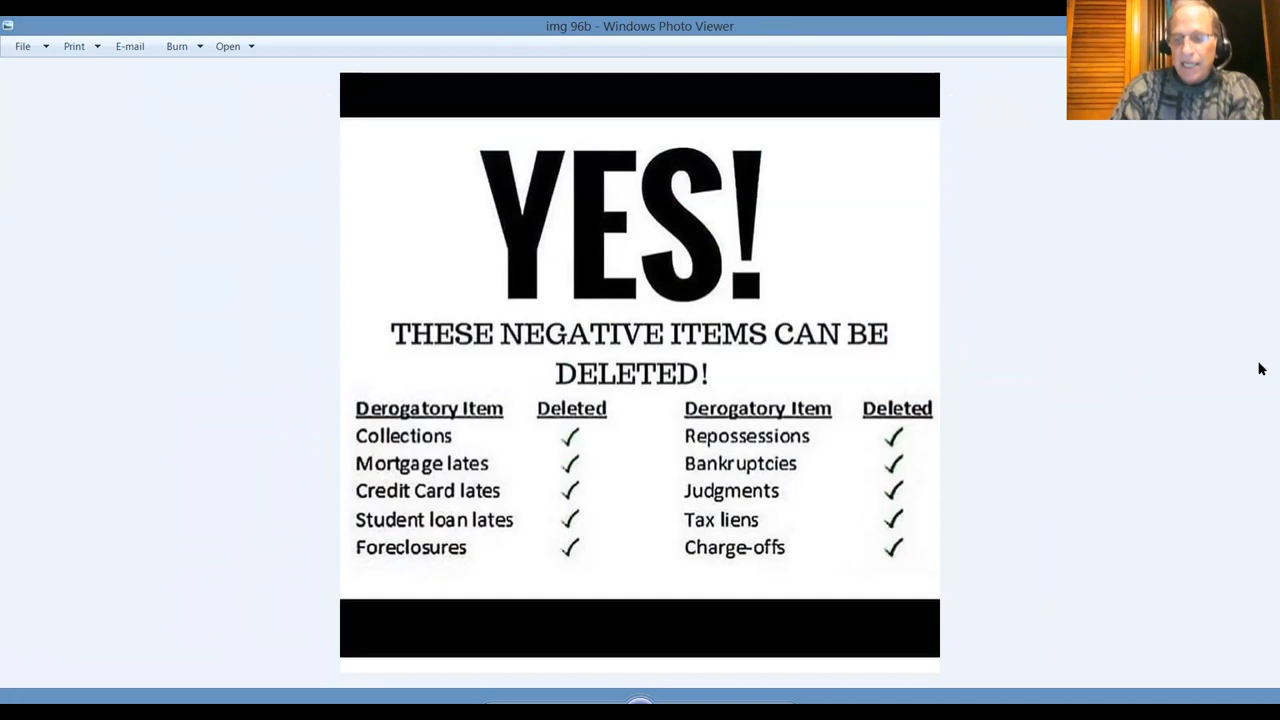 img 96b - Windows Photo Viewer
File Print E-mail Burn Open
YES!
THESE NEGATIVE ITEMS CAN BE
DELETED!
Derogatory Item Deleted Derogatory Item Deleted
Collections ✓ Repossessions ✓
Mortgage lates ✓ Bankruptcies ✓
Credit Card lates ✓ Judgments ✓
Student loan lates ✓ Tax liens ✓
Foreclosures ✓ Charge-offs ✓